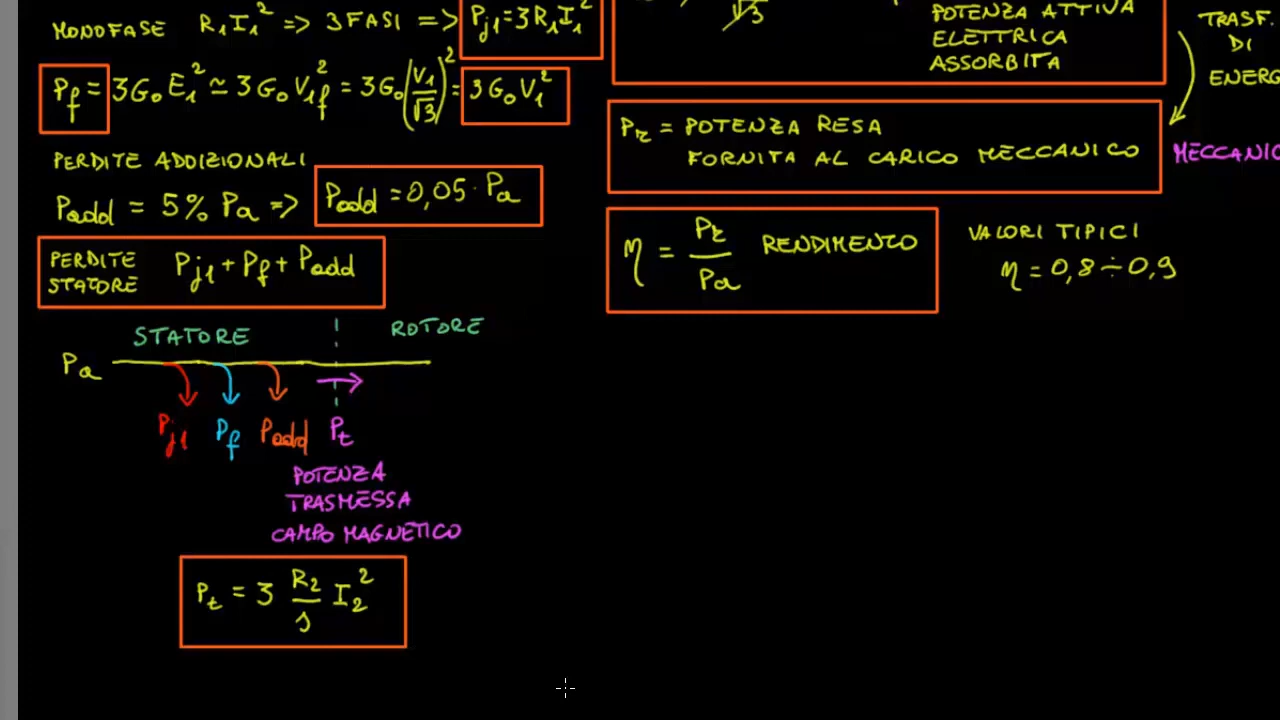 MONOFASE R₁I₁² => 3 FASI => Pj1 = 3R₁I₁²
Pf = 3G₀E₁² ≃ 3G₀V₁f² = 3G₀(V₁/√3)² = 3G₀V₁²
PERDITE ADDIZIONALI
Padd = 5% Pa => Padd = 0,05·Pa
PERDITE
STATORE Pj1 + Pf + Padd
STATORE ROTORE
Pa
Pj1 Pf Padd Pt
POTENZA
TRASMESSA
CAMPO MAGNETICO
Pt = 3 R₂/s I₂²
√3
POTENZA ATTIVA
ELETTRICA
ASSORBITA
TRASF.
DI
ENERG
Pr = POTENZA RESA
FORNITA AL CARICO MECCANICO
MECCANIC
η = Pr/Pa RENDIMENTO
VALORI TIPICI
η = 0,8 ÷ 0,9